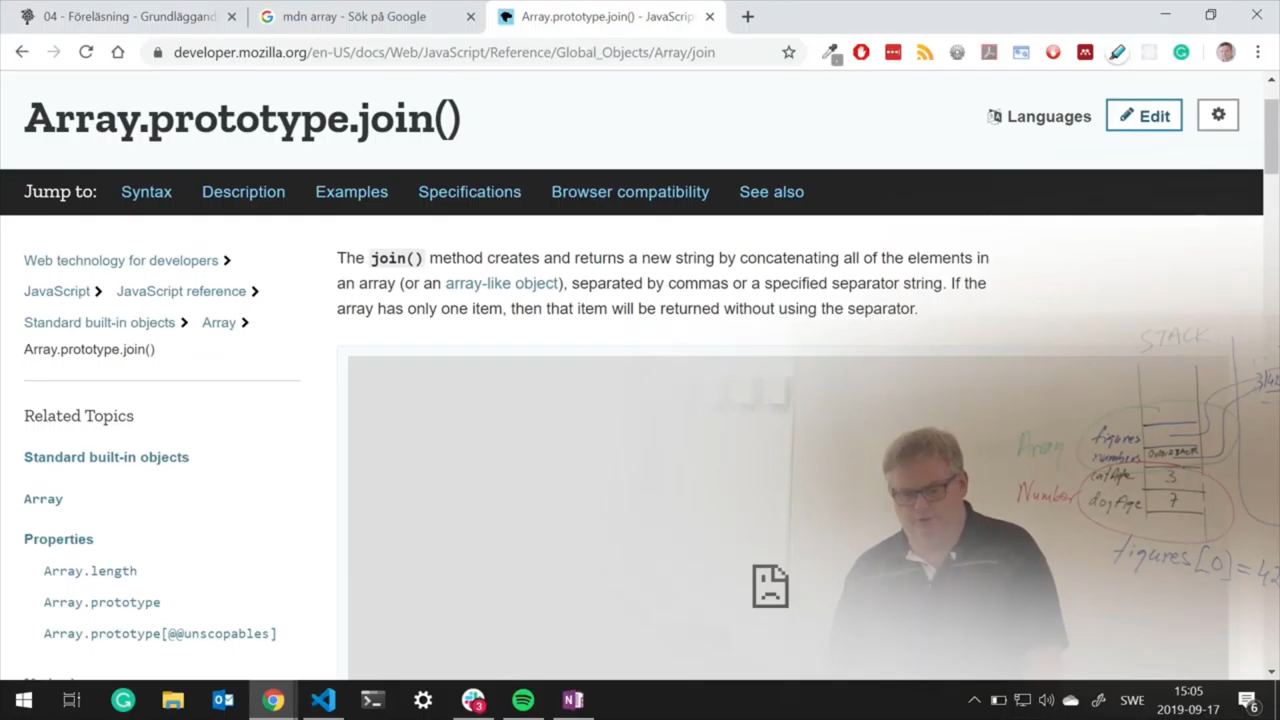 04 - Föreläsning - Grundläggand
mdn array - Sök på Google
Array.prototype.join() - JavaScrip
developer.mozilla.org/en-US/docs/Web/JavaScript/Reference/Global_Objects/Array/join
Array.prototype.join()
Languages
Edit
Jump to:
Syntax
Description
Examples
Specifications
Browser compatibility
See also
Web technology for developers
JavaScript
JavaScript reference
Standard built-in objects
Array
Array.prototype.join()
Related Topics
Standard built-in objects
Array
Properties
Array.length
Array.prototype
Array.prototype[@@unscopables]
The join() method creates and returns a new string by concatenating all of the elements in
an array (or an array-like object), separated by commas or a specified separator string. If the
array has only one item, then that item will be returned without using the separator.
STACK
Array
figures
numbers
catAge 3
Number
dogAge 7
figures[0] = 42
3
SWE
15:05
2019-09-17
6